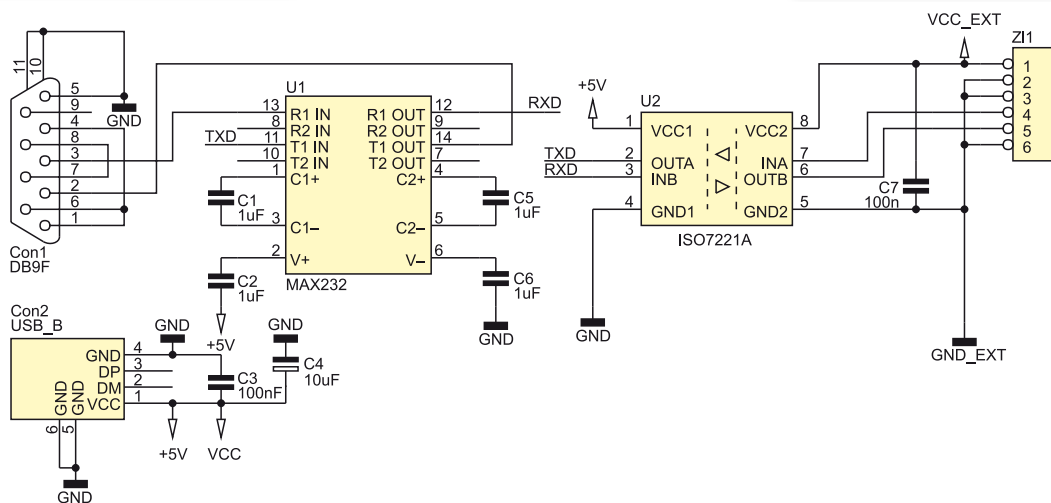 11
10
5
9
4
8
3
7
2
6
1
GND
Con1
DB9F
U1
13 R1 IN R1 OUT 12 RXD
8 R2 IN R2 OUT 9
TXD 11 T1 IN T1 OUT 14
10 T2 IN T2 OUT 7
1 C1+ C2+ 4
C1
1uF
C5
1uF
3 C1– C2– 5
2 V+ V– 6
MAX232
C2
1uF
+5V
C6
1uF
GND
Con2
USB_B
GND 4
DP 3
DM 2
VCC 1
GND
GND
6
5
GND
GND
C3
100nF
+5V
VCC
GND
C4
10uF
+5V
U2
1 VCC1 VCC2 8
TXD 2 OUTA INA 7
RXD 3 INB OUTB 6
4 GND1 GND2 5
ISO7221A
GND
VCC_EXT
C7
100n
GND_EXT
ZI1
1
2
3
4
5
6